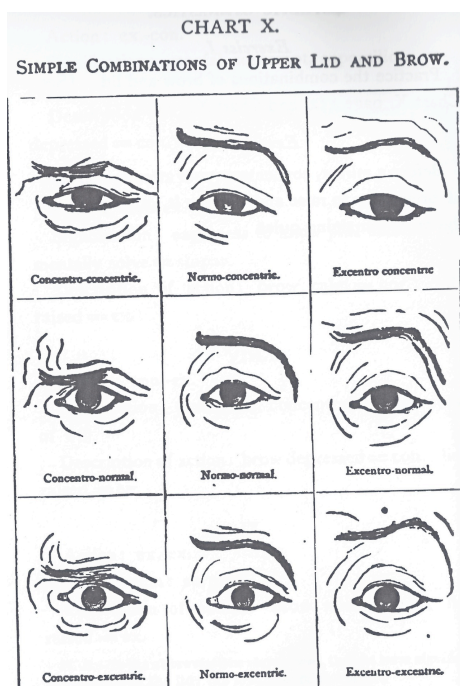 CHART X.
SIMPLE COMBINATIONS OF UPPER LID AND BROW.
Concentro-concentric.
Normo-concentric.
Excentro concentric
Concentro-normal.
Normo-normal.
Excentro-normal.
Concentro-excentric.
Normo-excentric.
Excentro-excentric.